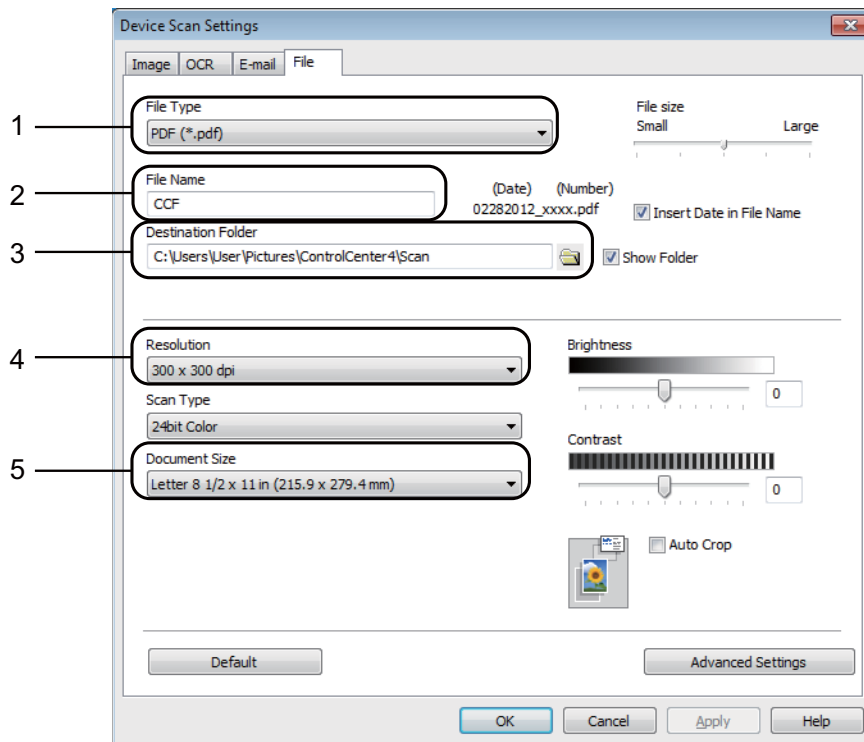 Device Scan Settings
Image OCR E-mail File
1
File Type
PDF (*.pdf)
File size
Small Large
2
File Name
CCF
(Date) (Number)
02282012_xxxx.pdf
Insert Date in File Name
3
Destination Folder
C:\Users\User\Pictures\ControlCenter4\Scan
Show Folder
4
Resolution
300 x 300 dpi
Brightness
0
Scan Type
24bit Color
Contrast
0
5
Document Size
Letter 8 1/2 x 11 in (215.9 x 279.4 mm)
Auto Crop
Default Advanced Settings
OK Cancel Apply Help